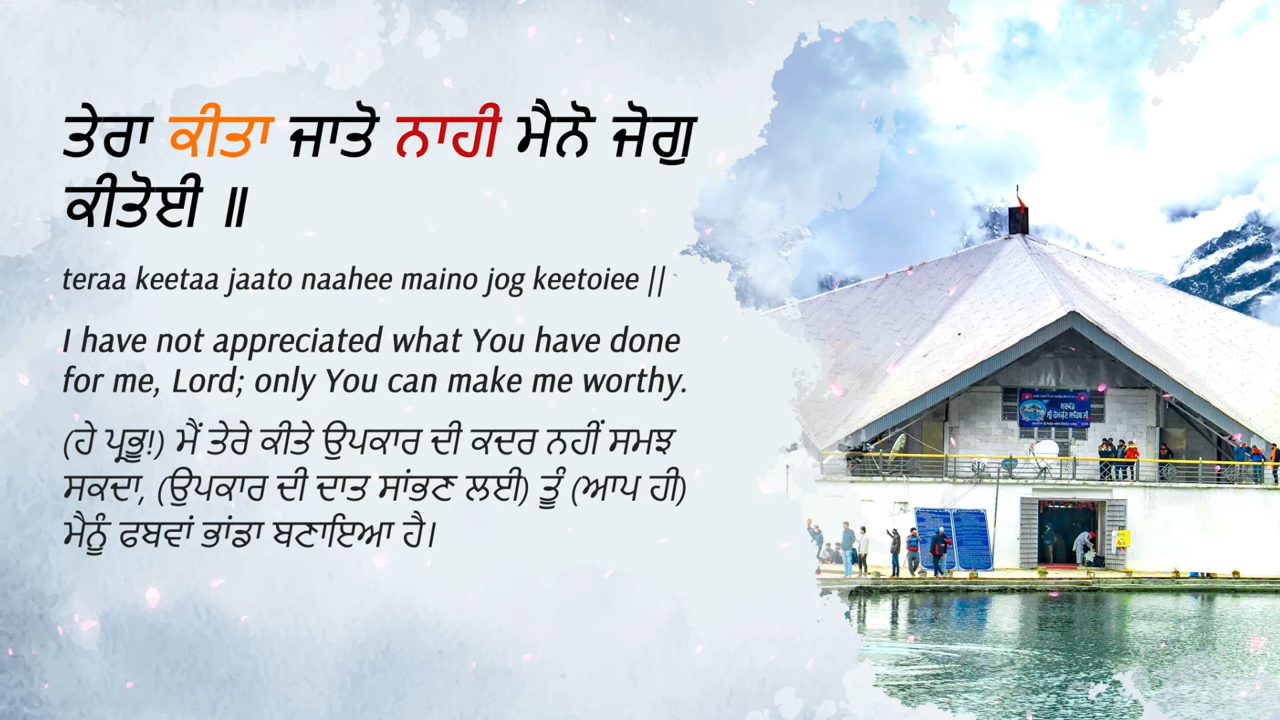 ਤੇਰਾ ਕੀਤਾ ਜਾਤੋ ਨਾਹੀ ਮੈਨੋ ਜੋਗੁ
ਕੀਤੋਈ ॥
teraa keetaa jaato naahee maino jog keetoiee ||
I have not appreciated what You have done
for me, Lord; only You can make me worthy.
(ਹੇ ਪ੍ਰਭੂ!) ਮੈਂ ਤੇਰੇ ਕੀਤੇ ਉਪਕਾਰ ਦੀ ਕਦਰ ਨਹੀਂ ਸਮਝ
ਸਕਦਾ, (ਉਪਕਾਰ ਦੀ ਦਾਤ ਸਾਂਭਣ ਲਈ) ਤੂੰ (ਆਪ ਹੀ)
ਮੈਨੂੰ ਫਬਵਾਂ ਭਾਂਡਾ ਬਣਾਇਆ ਹੈ।